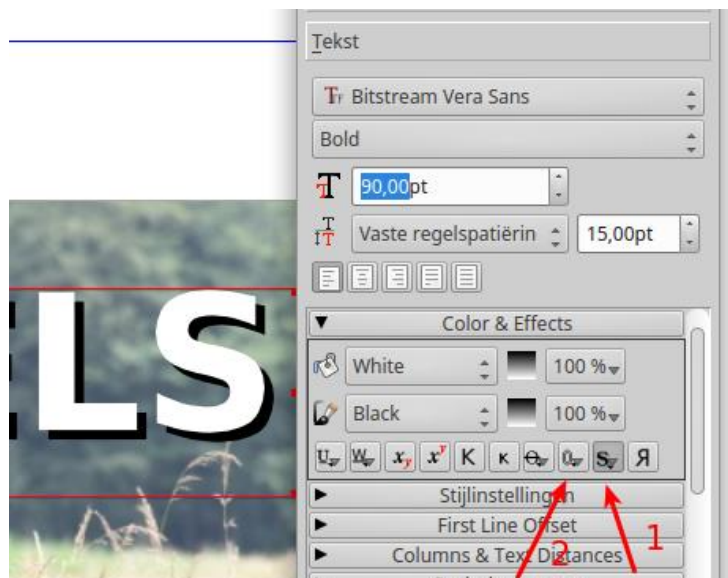 Tekst
Bitstream Vera Sans
Bold
90,00pt
Vaste regelspatiërin
15,00pt
ELS
Color & Effects
White
100 %
Black
100 %
U W x y x y K K O O S Я
Stijlinstellingen
First Line Offset
Columns & Text Distances
1
2